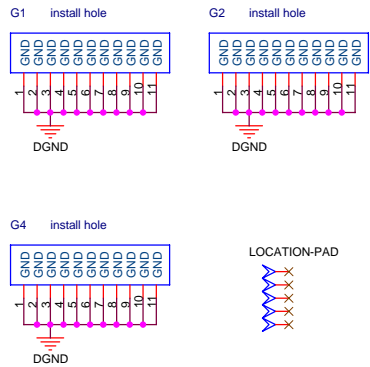 G1 install hole
GND GND GND GND GND GND GND GND GND GND GND
1 2 3 4 5 6 7 8 9 10 11
DGND
G2 install hole
GND GND GND GND GND GND GND GND GND GND GND
1 2 3 4 5 6 7 8 9 10 11
DGND
G4 install hole
GND GND GND GND GND GND GND GND GND GND GND
1 2 3 4 5 6 7 8 9 10 11
DGND
LOCATION-PAD